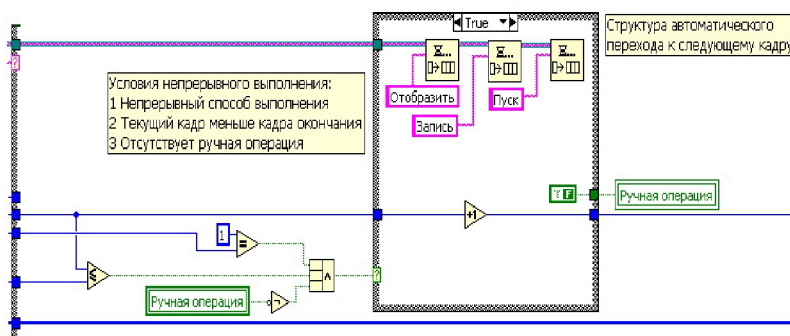 True
Структура автоматического
перехода к следующему кадру
Условия непрерывного выполнения:
1 Непрерывный способ выполнения
2 Текущий кадр меньше кадра окончания
3 Отсутствует ручная операция
Отобразить
Пуск
Запись
?
F
Ручная операция
+1
1
=
?
≤
Λ
Ручная операция